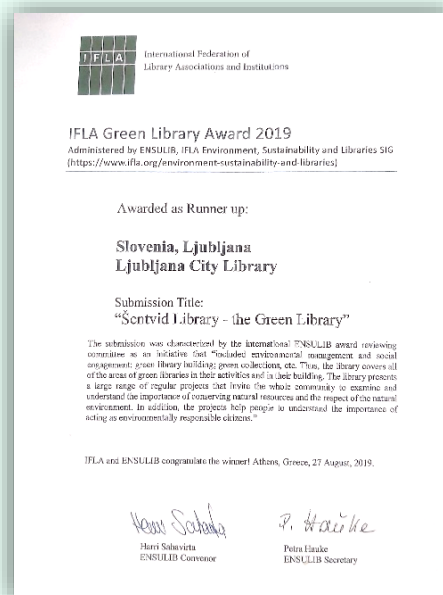 IFLA
International Federation of
Library Associations and Institutions
IFLA Green Library Award 2019
Administered by ENSULIB, IFLA Environment, Sustainability and Libraries SIG
(https://www.ifla.org/environment-sustainability-and-libraries)
Awarded as Runner up:
Slovenia, Ljubljana
Ljubljana City Library
Submission Title:
“Šentvid Library - the Green Library”
The submission was characterized by the international ENSULIB award reviewing
committee as an initiative that “included environmental management and social
engagement; green library building; green collections, etc. Thus, the library covers all
of the areas of green libraries in their activities and in their building. The library presents
a large range of regular projects that invite the whole community to examine and
understand the importance of conserving natural resources and the respect of the natural
environment. In addition, the projects help people to understand the importance of
acting as environmentally responsible citizens.”
IFLA and ENSULIB congratulate the winner! Athens, Greece, 27 August, 2019.
Harri Sahavirta
ENSULIB Convenor
P. Hauke
Petra Hauke
ENSULIB Secretary